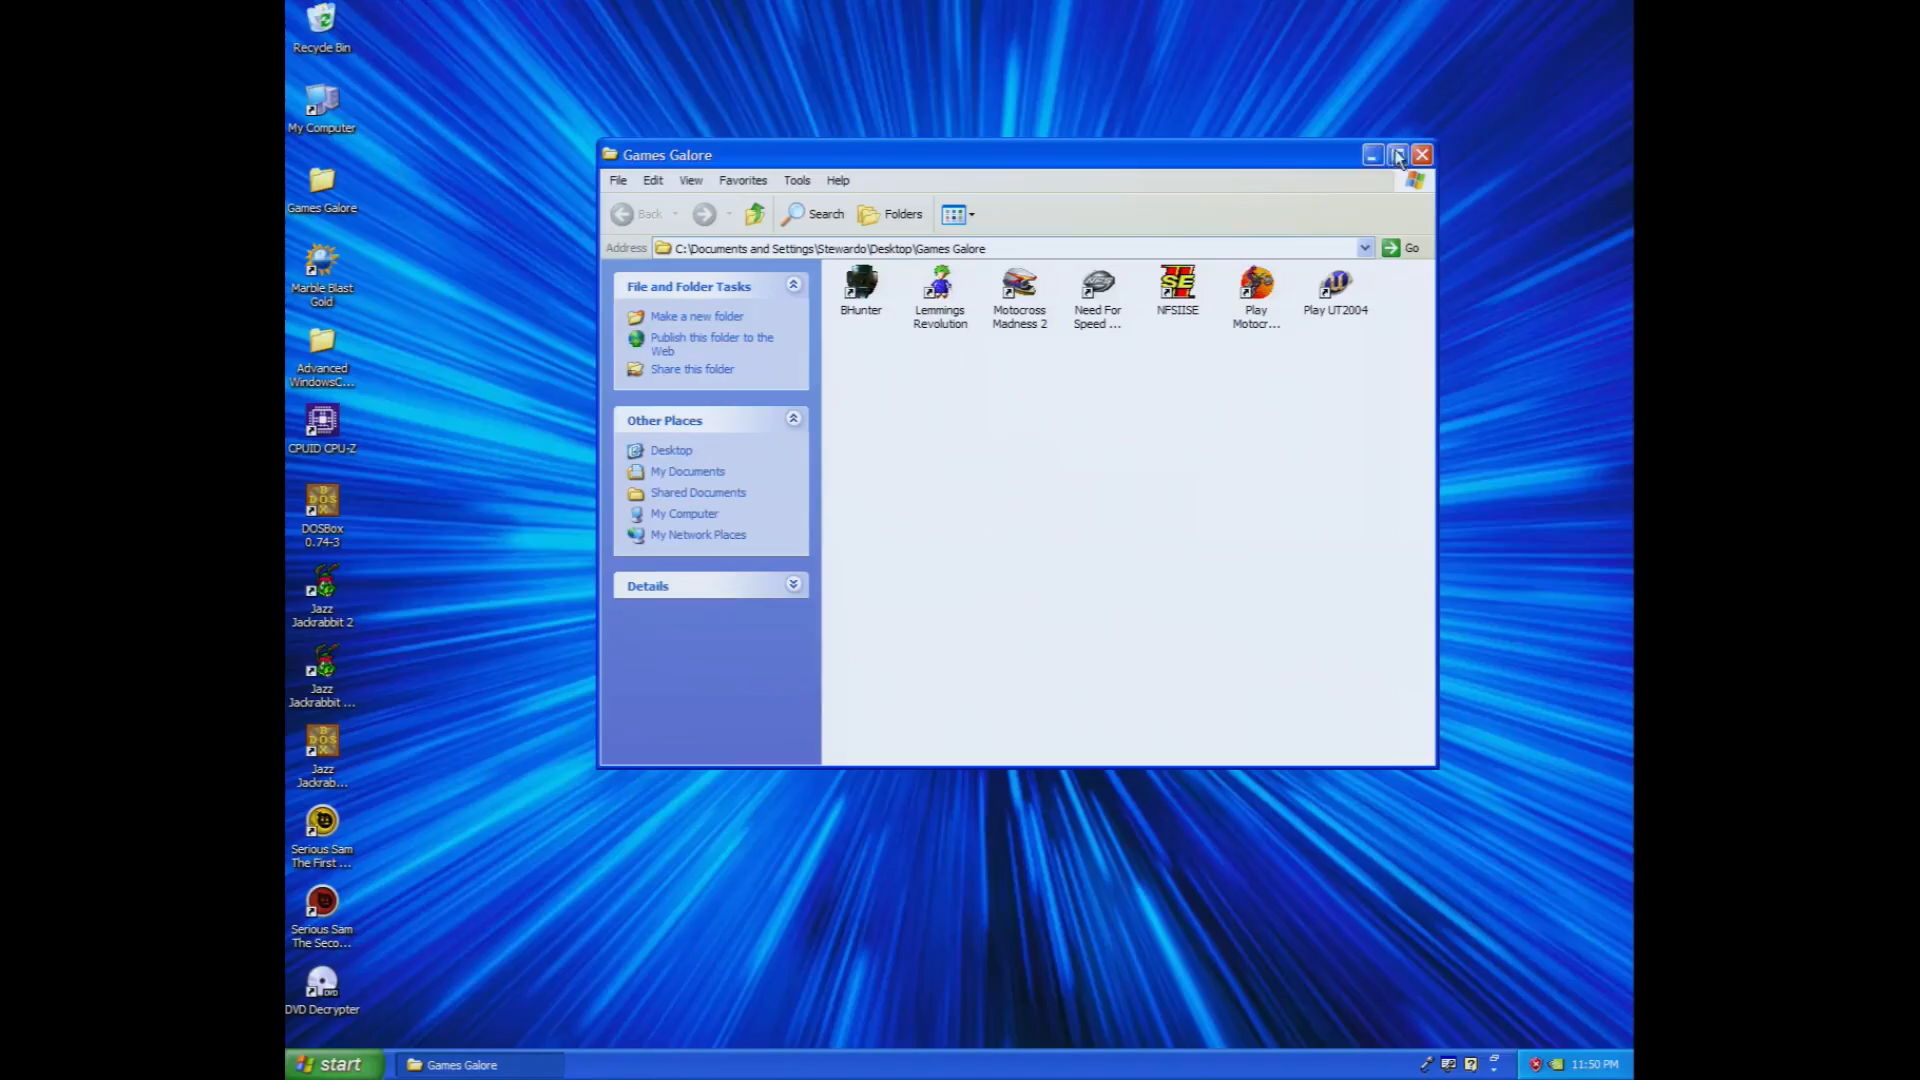 Recycle Bin
My Computer
Games Galore
Marble Blast
Gold
Advanced
WindowsC...
CPUID CPU-Z
DOSBox
0.74-3
Jazz
Jackrabbit 2
Jazz
Jackrabbit ...
Jazz
Jackrab...
Serious Sam
The First ...
Serious Sam
The Seco...
DVD Decrypter
Games Galore
File Edit View Favorites Tools Help
Back Search Folders
Address C:\Documents and Settings\Stewardo\Desktop\Games Galore Go
File and Folder Tasks
Make a new folder
Publish this folder to the
Web
Share this folder
Other Places
Desktop
My Documents
Shared Documents
My Computer
My Network Places
Details
BHunter
Lemmings
Revolution
Motocross
Madness 2
Need For
Speed ...
NFSIISE
Play
Motocr...
Play UT2004
start Games Galore 11:50 PM